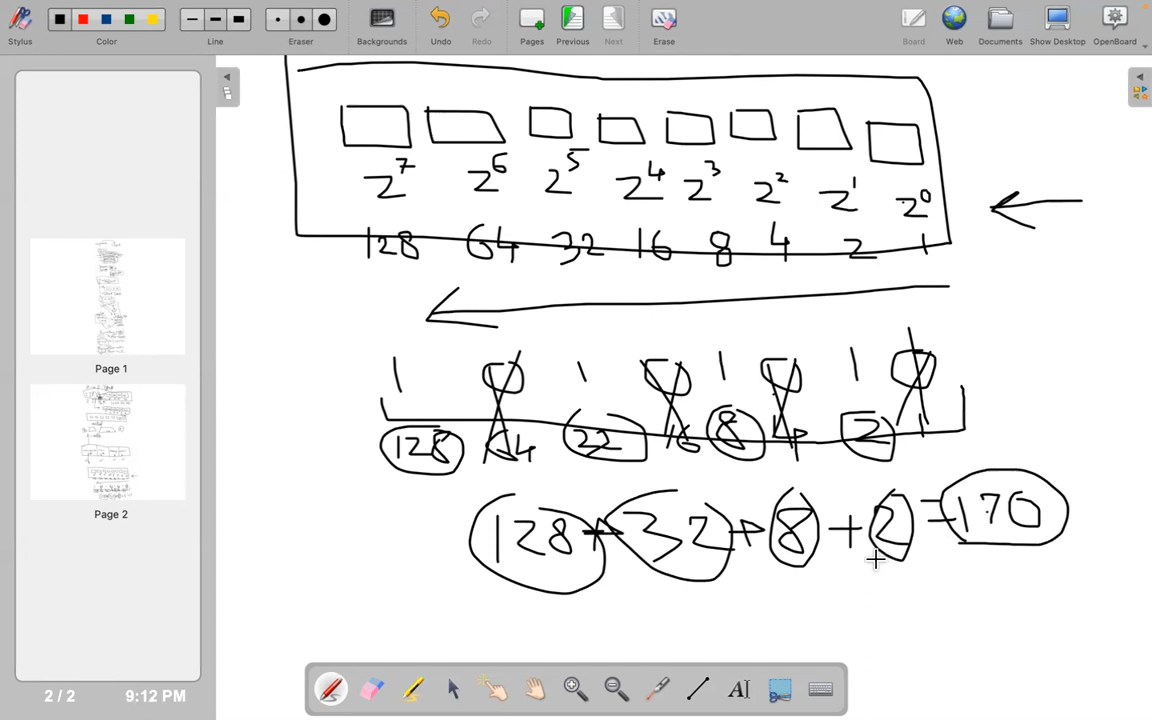 Stylus Color Line Eraser Backgrounds Undo Redo Pages Previous Next Erase Board Web Documents Show Desktop OpenBoard
2^7 2^6 2^5 2^4 2^3 2^2 2^1 2^0
128 64 32 16 8 4 2 1
1 0 1 0 1 0 1 0
128 64 22 16 8 4 2 1
128 + 32 + 8 + 2 = 170
Page 1
Page 2
2 / 2 9:12 PM